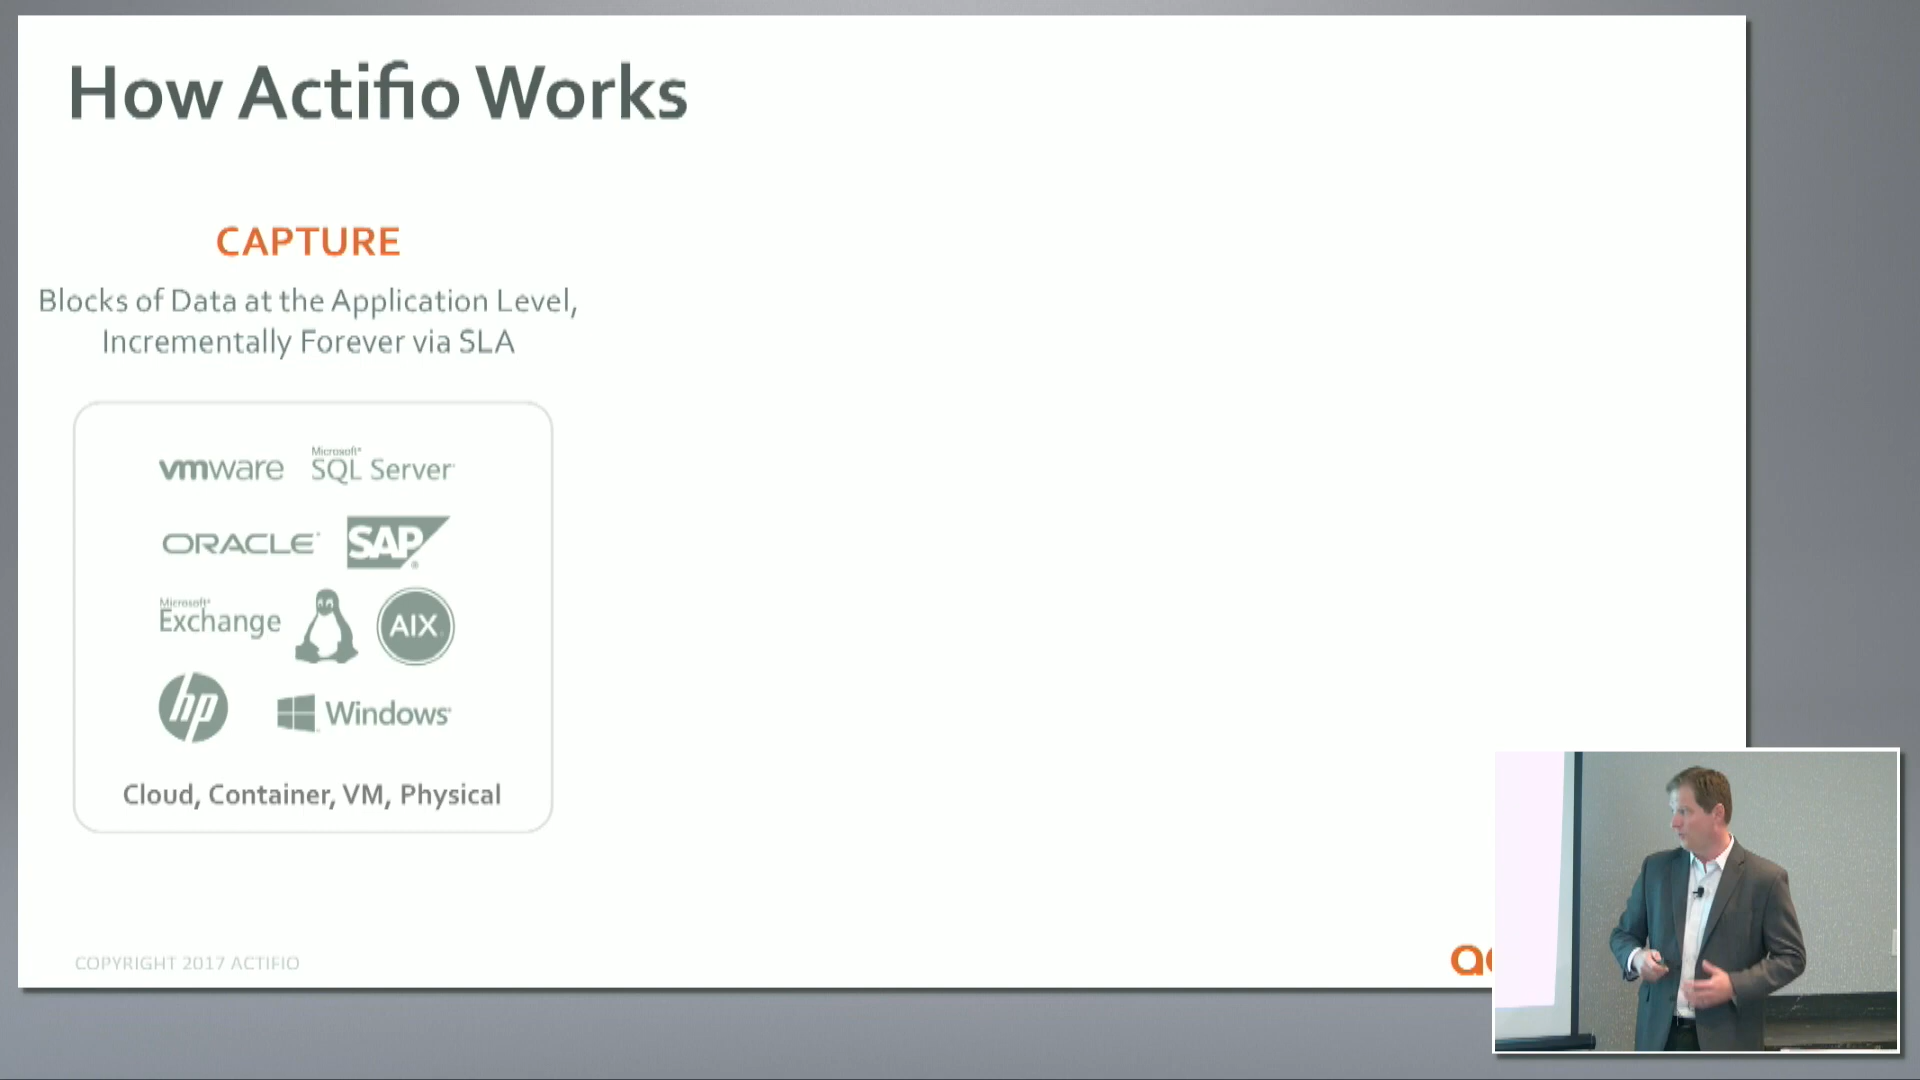 How Actifio Works
CAPTURE
Blocks of Data at the Application Level,
Incrementally Forever via SLA
vmware
Microsoft®
SQL Server
ORACLE®
SAP®
Microsoft®
Exchange
AIX
hp
Windows
Cloud, Container, VM, Physical
COPYRIGHT 2017 ACTIFIO